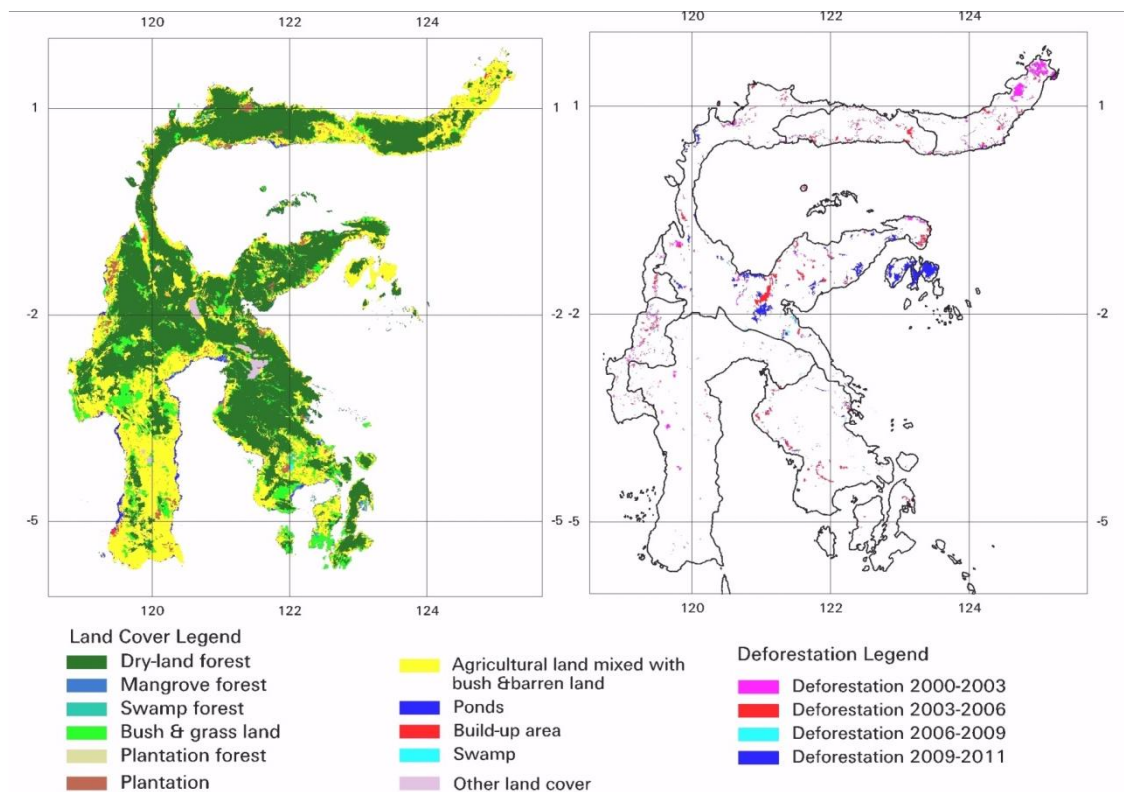 120 122 124
120 122 124
1 1 1
-2 -2 -2
-5 -5 -5
120 122 124
120 122 124
Land Cover Legend
Dry-land forest
Mangrove forest
Swamp forest
Bush & grass land
Plantation forest
Plantation
Agricultural land mixed with
bush &barren land
Ponds
Build-up area
Swamp
Other land cover
Deforestation Legend
Deforestation 2000-2003
Deforestation 2003-2006
Deforestation 2006-2009
Deforestation 2009-2011